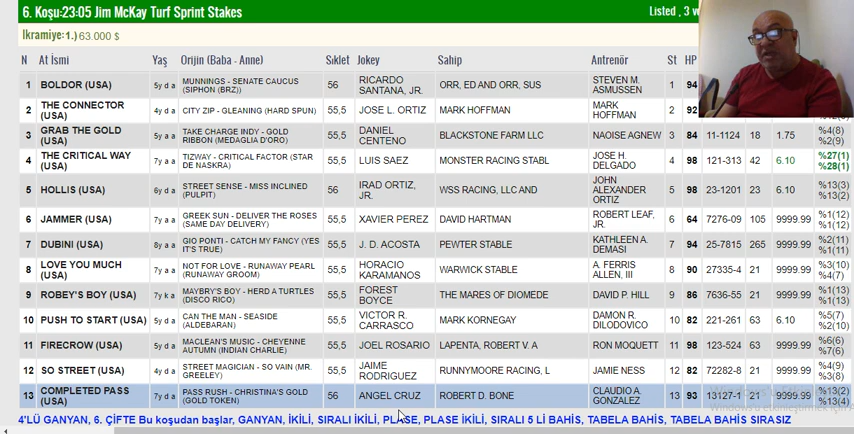 6. Koşu:23:05 Jim McKay Turf Sprint Stakes Listed , 3 v
Ikramiye:1.) 63.000 $
N At İsmi Yaş Orijin (Baba - Anne) Sıklet Jokey Sahip Antrenör St HP
1 BOLDOR (USA) 5y d a MUNNINGS - SENATE CAUCUS (SIPHON (BRZ)) 56 RICARDO SANTANA, JR. ORR, ED AND ORR, SUS STEVEN M. ASMUSSEN 1 94
2 THE CONNECTOR (USA) 4y d a CITY ZIP - GLEANING (HARD SPUN) 55,5 JOSE L. ORTIZ MARK HOFFMAN MARK HOFFMAN 2 92
3 GRAB THE GOLD (USA) 5y a a TAKE CHARGE INDY - GOLD RIBBON (MEDAGLIA D'ORO) 55,5 DANIEL CENTENO BLACKSTONE FARM LLC NAOISE AGNEW 3 84 11-1124 18 1.75 %4(8) %2(9)
4 THE CRITICAL WAY (USA) 7y a a TIZWAY - CRITICAL FACTOR (STAR DE NASKRA) 55,5 LUIS SAEZ MONSTER RACING STABL JOSE H. DELGADO 4 98 121-313 42 6.10 %27(1) %28(1)
5 HOLLIS (USA) 6y d a STREET SENSE - MISS INCLINED (PULPIT) 56 IRAD ORTIZ, JR. WSS RACING, LLC AND JOHN ALEXANDER ORTIZ 5 98 23-1201 23 6.10 %13(3) %13(2)
6 JAMMER (USA) 7y a a GREEK SUN - DELIVER THE ROSES (SAME DAY DELIVERY) 55,5 XAVIER PEREZ DAVID HARTMAN ROBERT LEAF, JR. 6 64 7276-09 105 9999.99 %1(12) %1(12)
7 DUBINI (USA) 8y a a GIO PONTI - CATCH MY FANCY (YES IT'S TRUE) 55,5 J. D. ACOSTA PEWTER STABLE KATHLEEN A. DEMASI 7 94 25-7815 265 9999.99 %2(11) %1(11)
8 LOVE YOU MUCH (USA) 7y a a NOT FOR LOVE - RUNAWAY PEARL (RUNAWAY GROOM) 55,5 HORACIO KARAMANOS WARWICK STABLE A. FERRIS ALLEN, III 8 90 27335-4 21 9999.99 %3(10) %4(7)
9 ROBEY'S BOY (USA) 7y k a MAYBRY'S BOY - HERD A TURTLES (DISCO RICO) 55,5 FOREST BOYCE THE MARES OF DIOMEDE DAVID P. HILL 9 86 7636-55 21 9999.99 %1(13) %1(13)
10 PUSH TO START (USA) 5y d a CAN THE MAN - SEASIDE (ALDEBARAN) 55,5 VICTOR R. CARRASCO MARK KORNEGAY DAMON R. DILODOVICO 10 82 221-261 63 6.10 %5(7) %2(10)
11 FIRECROW (USA) 5y d a MACLEAN'S MUSIC - CHEYENNE AUTUMN (INDIAN CHARLIE) 55,5 JOEL ROSARIO LAPENTA, ROBERT V. A RON MOQUETT 11 98 123-524 63 9999.99 %6(6) %7(6)
12 SO STREET (USA) 4y d a STREET MAGICIAN - SO VAIN (MR. GREELEY) 55,5 JAIME RODRIGUEZ RUNNYMOORE RACING, L JAMIE NESS 12 82 72282-8 21 9999.99 %4(9) %3(8)
13 COMPLETED PASS (USA) 7y d a PASS RUSH - CHRISTINA'S GOLD (GOLD TOKEN) 56 ANGEL CRUZ ROBERT D. BONE CLAUDIO A. GONZALEZ 13 93 13127-1 21 9999.99 %13(2) %13(4)
4'LÜ GANYAN, 6. ÇİFTE Bu koşudan başlar, GANYAN, İKİLİ, SIRALI İKİLİ, PLASE, PLASE İKİLİ, SIRALI 5 Lİ BAHİS, TABELA BAHİS, TABELA BAHİS SIRASIZ